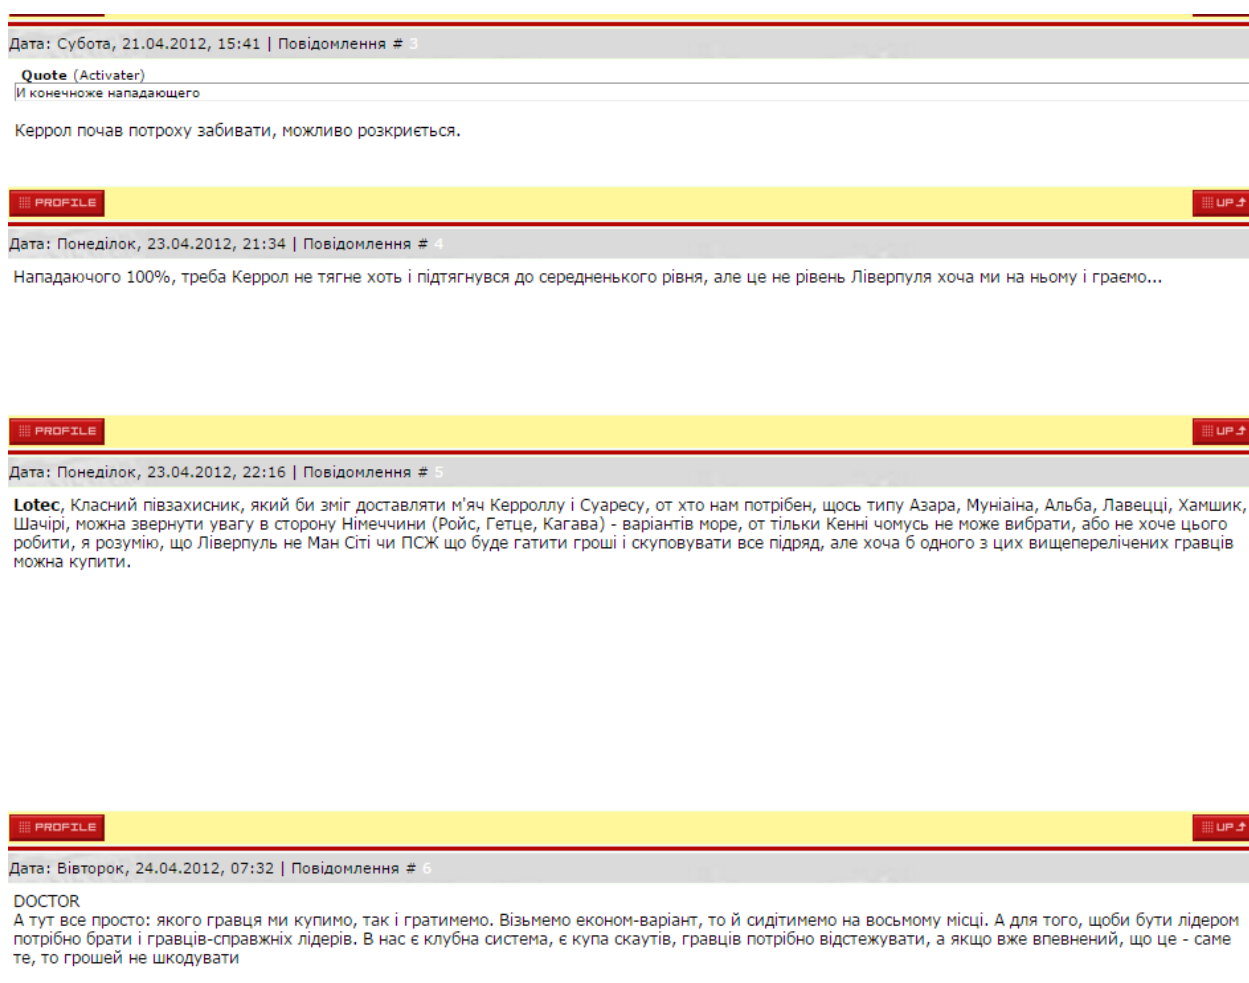 Дата: Субота, 21.04.2012, 15:41 | Повідомлення # 3
Quote (Activater)
И конечноже нападающего
Керрол почав потроху забивати, можливо розкриється.
PROFILE
UP
Дата: Понеділок, 23.04.2012, 21:34 | Повідомлення # 4
Нападаючого 100%, треба Керрол не тягне хоть і підтягнувся до середненького рівня, але це не рівень Ліверпуля хоча ми на ньому і граємо...
PROFILE
UP
Дата: Понеділок, 23.04.2012, 22:16 | Повідомлення # 5
Lotec, Класний півзахисник, який би зміг доставляти м'яч Керроллу і Суаресу, от хто нам потрібен, щось типу Азара, Муніаіна, Альба, Лавецці, Хамшик,
Шачірі, можна звернути увагу в сторону Німеччини (Ройс, Гетце, Кагава) - варіантів море, от тільки Кенні чомусь не може вибрати, або не хоче цього
робити, я розумію, що Ліверпуль не Ман Сіті чи ПСЖ що буде гатити гроші і скуповувати все підряд, але хоча б одного з цих вищеперелічених гравців
можна купити.
PROFILE
UP
Дата: Вівторок, 24.04.2012, 07:32 | Повідомлення # 6
DOCTOR
А тут все просто: якого гравця ми купимо, так і гратимемо. Візьмемо економ-варіант, то й сидітимемо на восьмому місці. А для того, щоби бути лідером
потрібно брати і гравців-справжніх лідерів. В нас є клубна система, є купа скаутів, гравців потрібно відстежувати, а якщо вже впевнений, що це - саме
те, то грошей не шкодувати